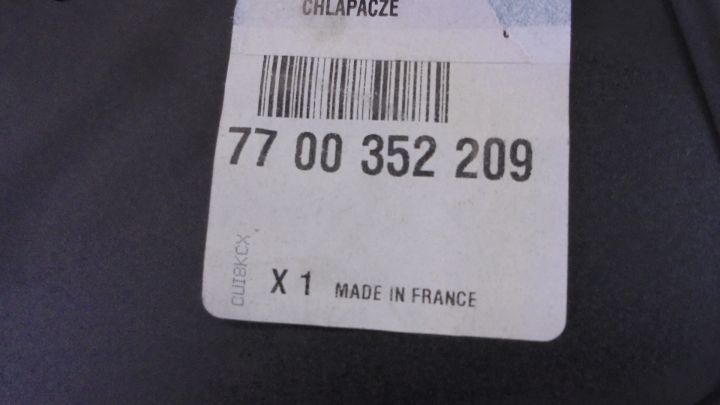 CHLAPACZE
77 00 352 209
CUI8KCX
X 1 MADE IN FRANCE